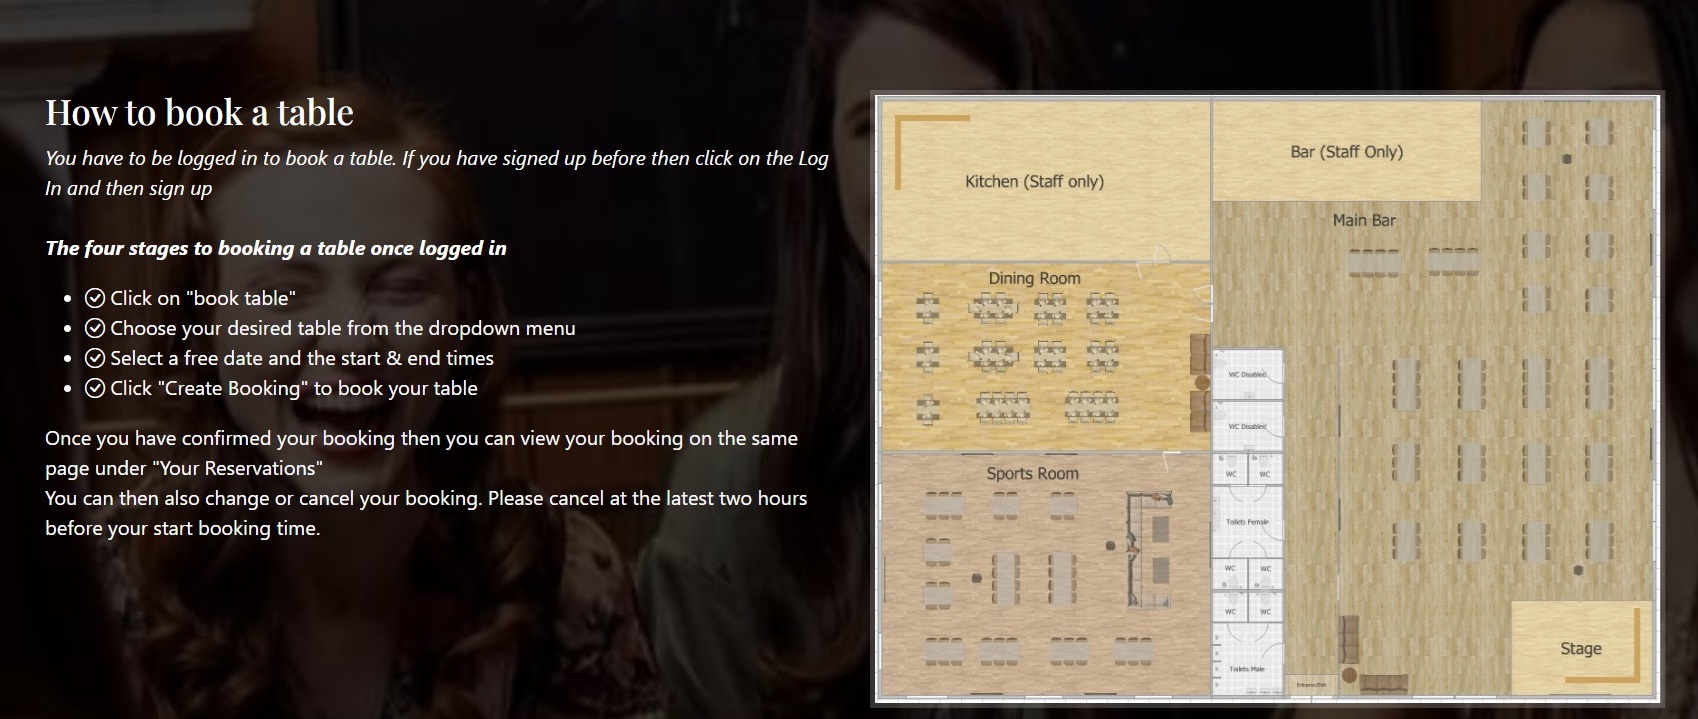 How to book a table
You have to be logged in to book a table. If you have signed up before then click on the Log
In and then sign up
The four stages to booking a table once logged in
Click on "book table"
Choose your desired table from the dropdown menu
Select a free date and the start & end times
Click "Create Booking" to book your table
Once you have confirmed your booking then you can view your booking on the same
page under "Your Reservations"
You can then also change or cancel your booking. Please cancel at the latest two hours
before your start booking time.
Kitchen (Staff only)
Bar (Staff Only)
Main Bar
Dining Room
WC Disabled
WC Disabled
Sports Room
WC
WC
Toilets Female
WC
WC
WC
WC
Toilets Male
Entrance/Exit
Stage